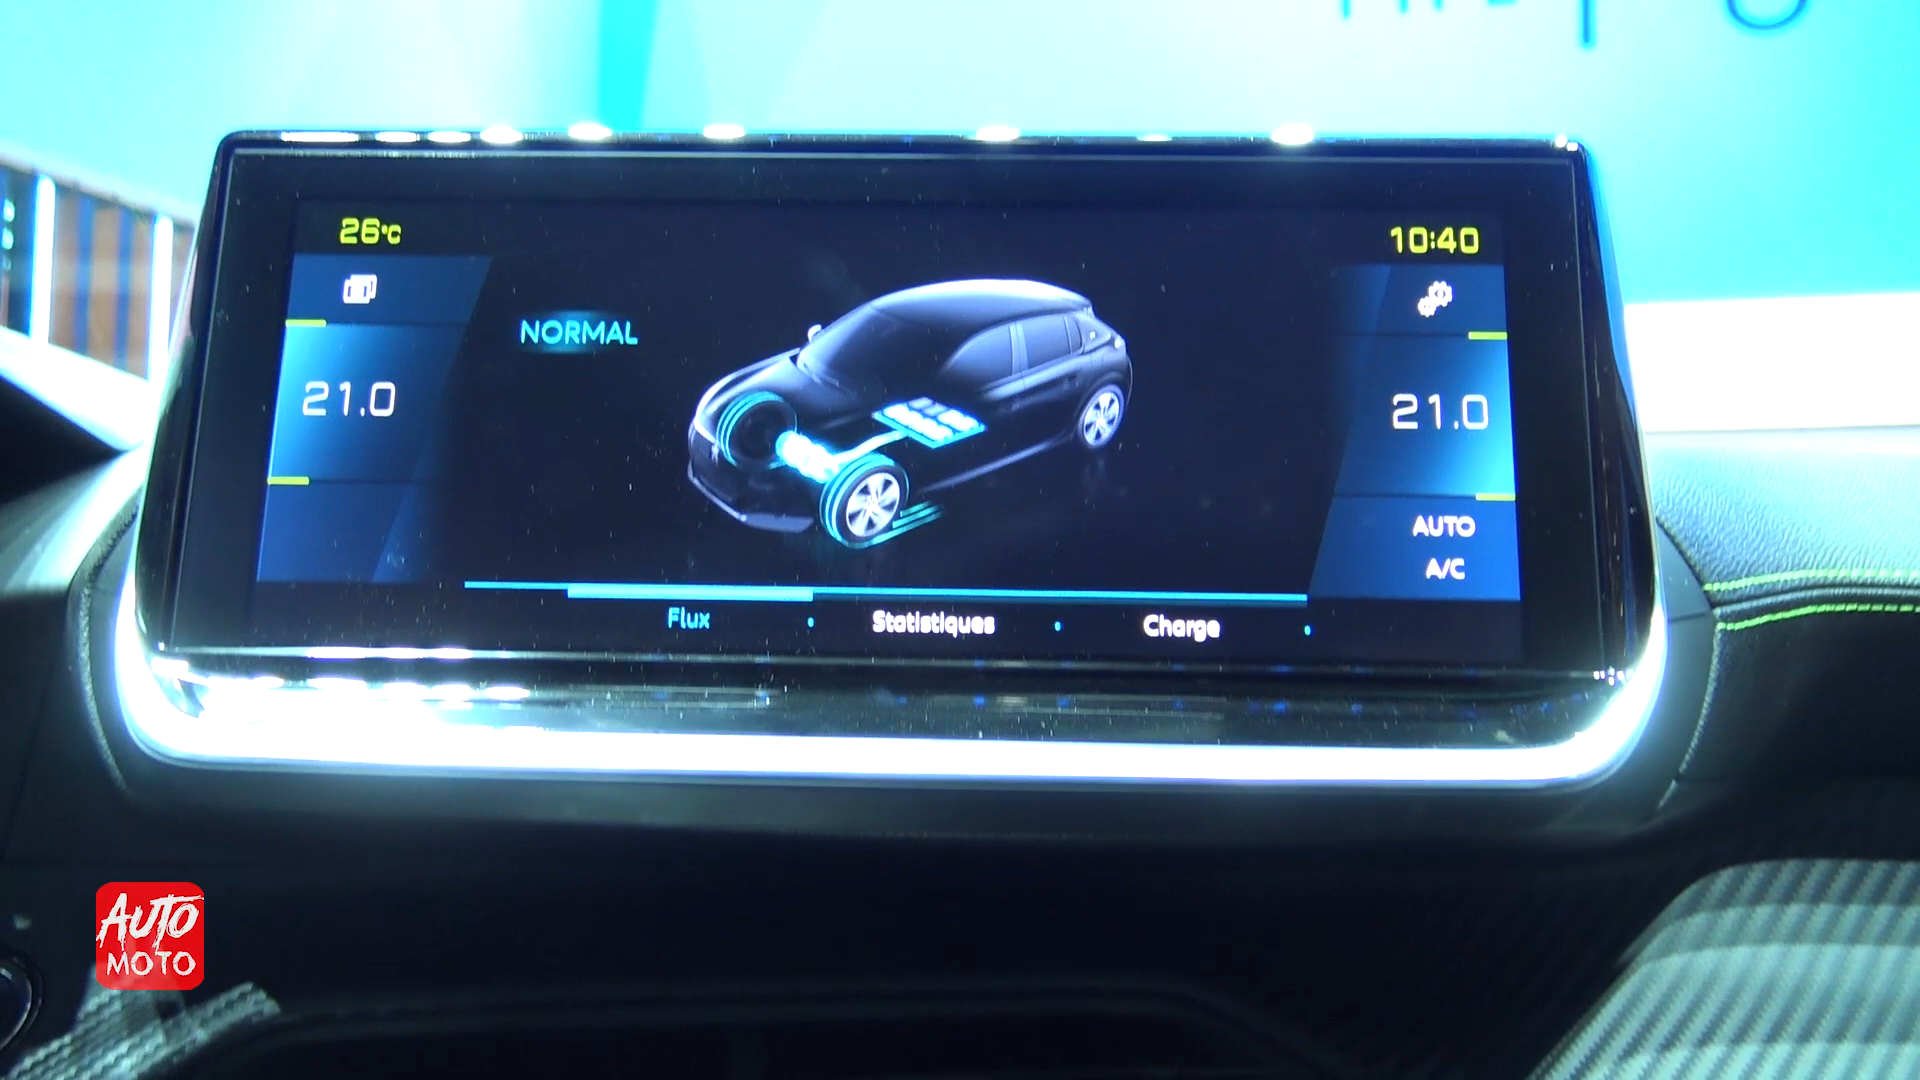 26°C
10:40
NORMAL
21.0
21.0
AUTO
A/C
Flux
Statistiques
Charge
AUTO
MOTO